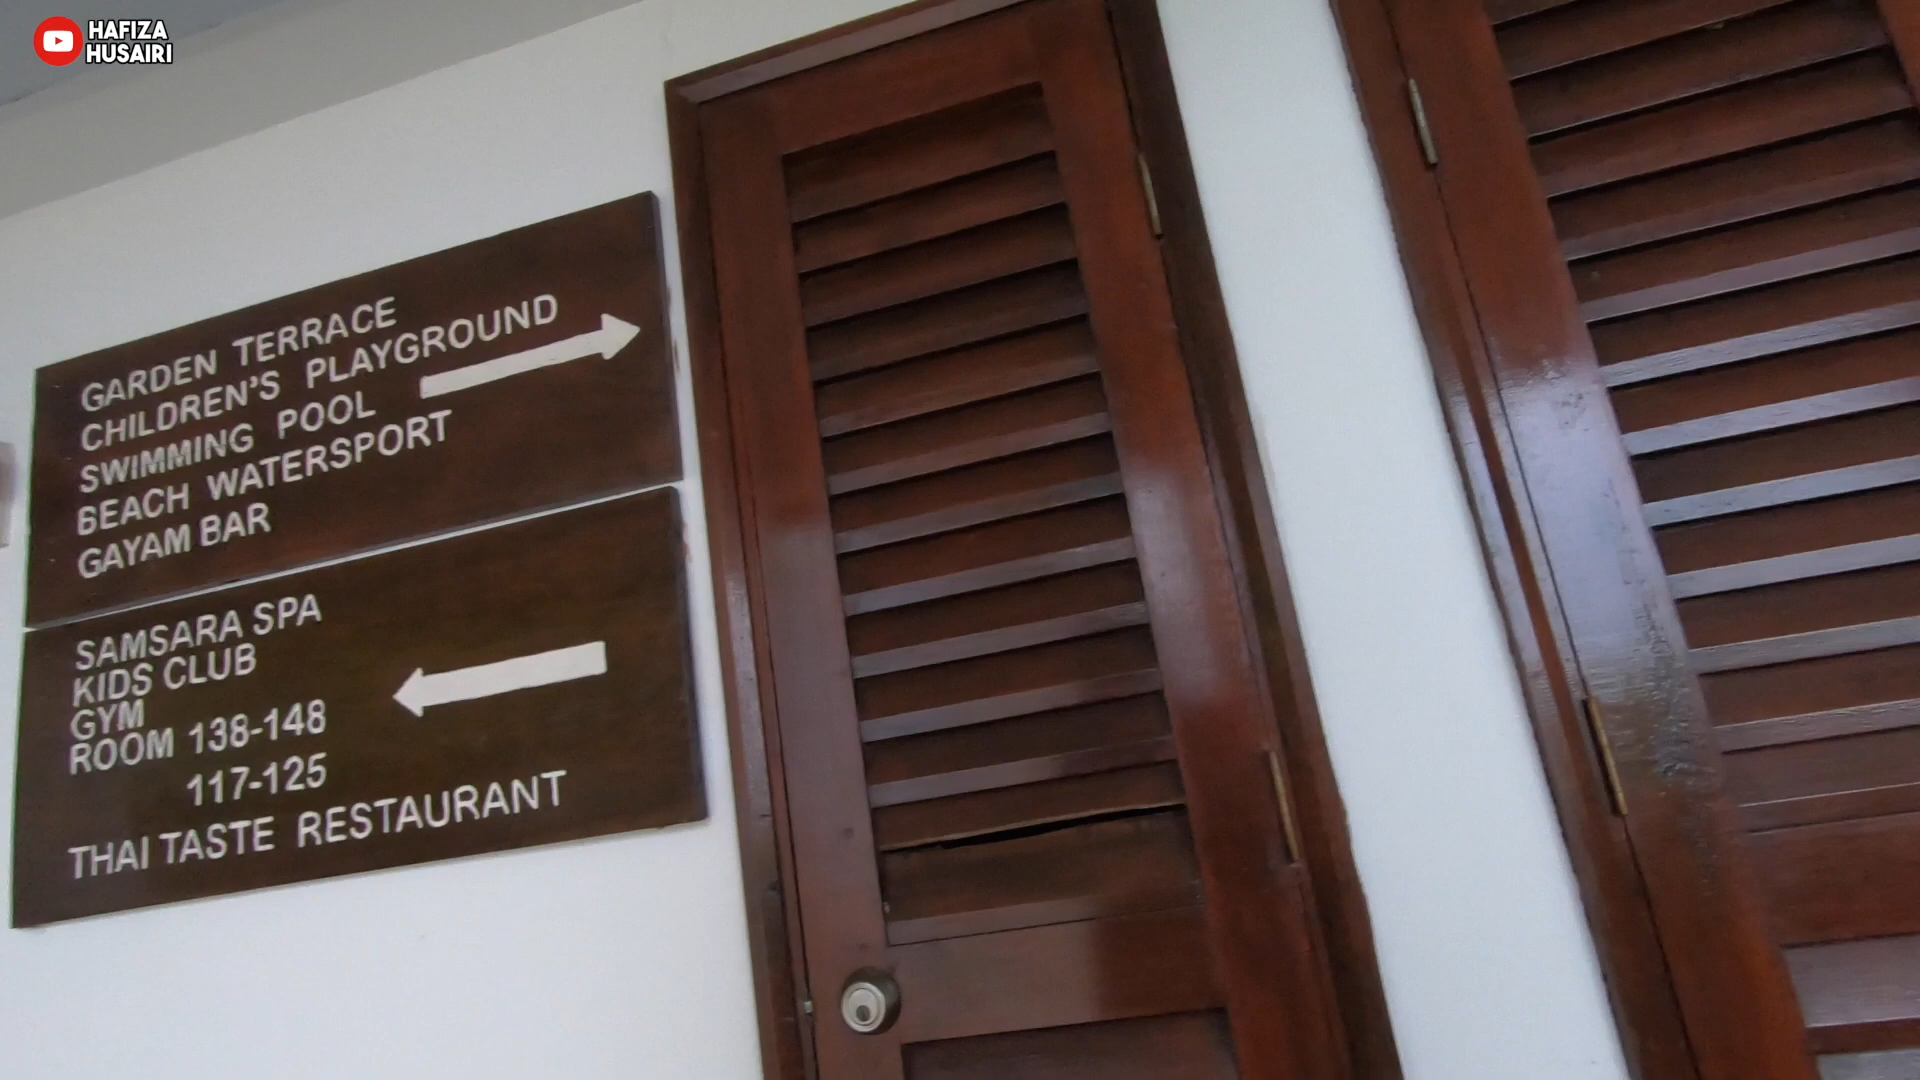 HAFIZA
HUSAIRI
GARDEN TERRACE
CHILDREN'S PLAYGROUND
SWIMMING POOL
BEACH WATERSPORT
GAYAM BAR
SAMSARA SPA
KIDS CLUB
GYM
ROOM 138-148
117-125
THAI TASTE RESTAURANT